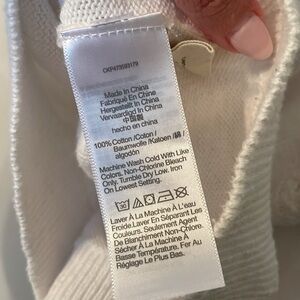 CKP473593179
Made In China
Fabriqué En Chine
Hergestellt In China
Vervaardigd In China
中国製
hecho en china
100% Cotton /Coton /
Baumwolle /Katoen /綿 /
algodón
Machine Wash Cold With Like
Colors. Non-Chlorine Bleach
Only. Tumble Dry Low. Iron
On Lowest Setting.
Laver À La Machine À L'eau
Froide Laver En Séparant Les
Couleurs. Seulement Agent
De Blanchiment Non-Chlore.
Sécher À La Machine À
Basse Température. Fer Au
Réglage Le Plus Bas.